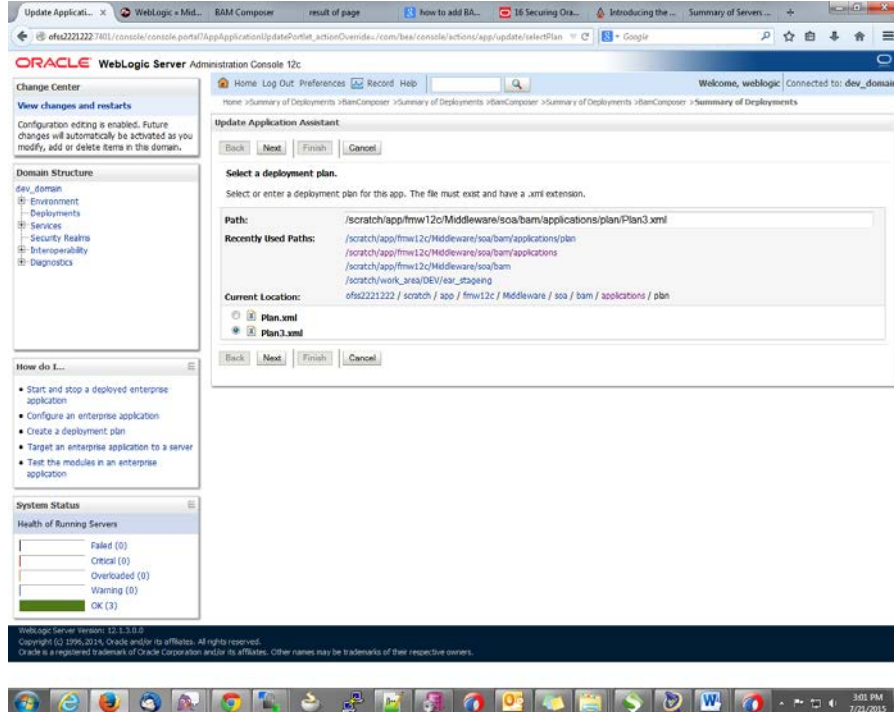 Update Applicati...
WebLogic « Mid...
BAM Composer
result of page
how to add BA...
16 Securing Ora...
Introducing the ...
Summary of Servers ...
ofss2221222:7401/console/console.portal?AppApplicationUpdatePortlet_actionOverride=/com/bea/console/actions/app/update/selectPlan
Google
ORACLE WebLogic Server Administration Console 12c
Change Center
View changes and restarts
Configuration editing is enabled. Future
changes will automatically be activated as you
modify, add or delete items in this domain.
Domain Structure
dev_domain
Environment
Deployments
Services
Security Realms
Interoperability
Diagnostics
How do I...
Start and stop a deployed enterprise
application
Configure an enterprise application
Create a deployment plan
Target an enterprise application to a server
Test the modules in an enterprise
application
System Status
Health of Running Servers
Failed (0)
Critical (0)
Overloaded (0)
Warning (0)
OK (3)
Home Log Out Preferences Record Help
Welcome, weblogic Connected to: dev_domain
Home >Summary of Deployments >BamComposer >Summary of Deployments >BamComposer >Summary of Deployments >BamComposer >Summary of Deployments
Update Application Assistant
Back Next Finish Cancel
Select a deployment plan.
Select or enter a deployment plan for this app. The file must exist and have a .xml extension.
Path: /scratch/app/fmw12c/Middleware/soa/bam/applications/plan/Plan3.xml
Recently Used Paths: /scratch/app/fmw12c/Middleware/soa/bam/applications/plan
/scratch/app/fmw12c/Middleware/soa/bam/applications
/scratch/app/fmw12c/Middleware/soa/bam
/scratch/work_area/DEV/ear_stageing
Current Location: ofss2221222 / scratch / app / fmw12c / Middleware / soa / bam / applications / plan
Plan.xml
Plan3.xml
Back Next Finish Cancel
WebLogic Server Version: 12.1.3.0.0
Copyright (c) 1996,2014, Oracle and/or its affiliates. All rights reserved.
Oracle is a registered trademark of Oracle Corporation and/or its affiliates. Other names may be trademarks of their respective owners.
3:01 PM
7/21/2015